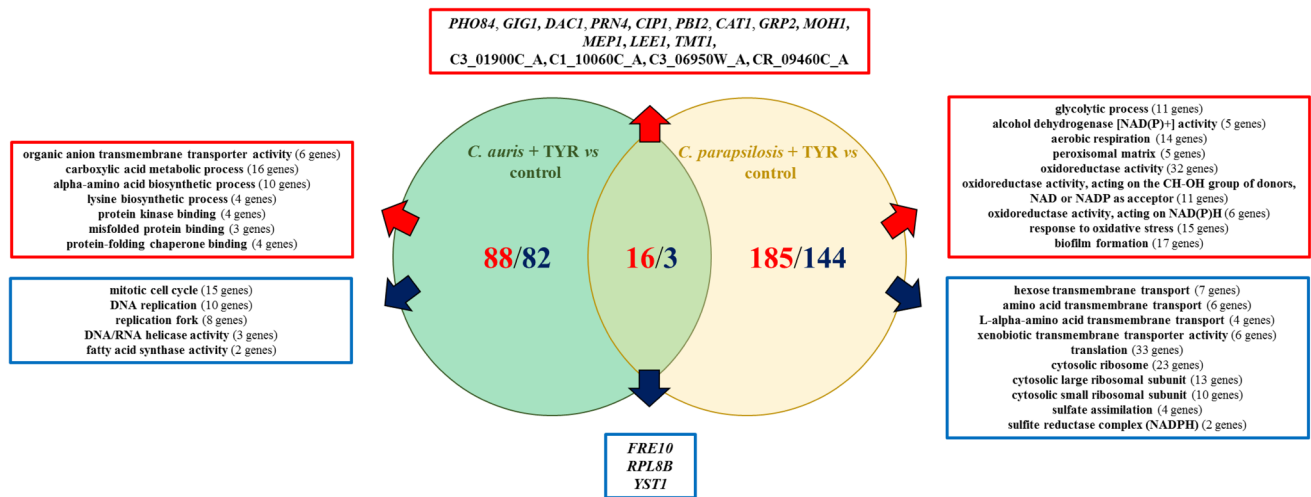 PHO84, GIG1, DAC1, PRN4, CIP1, PBI2, CAT1, GRP2, MOH1,
MEP1, LEE1, TMT1,
C3_01900C_A, C1_10060C_A, C3_06950W_A, CR_09460C_A
organic anion transmembrane transporter activity (6 genes)
carboxylic acid metabolic process (16 genes)
alpha-amino acid biosynthetic process (10 genes)
lysine biosynthetic process (4 genes)
protein kinase binding (4 genes)
misfolded protein binding (3 genes)
protein-folding chaperone binding (4 genes)
mitotic cell cycle (15 genes)
DNA replication (10 genes)
replication fork (8 genes)
DNA/RNA helicase activity (3 genes)
fatty acid synthase activity (2 genes)
C. auris + TYR vs
control
88/82
16/3
C. parapsilosis + TYR vs
control
185/144
glycolytic process (11 genes)
alcohol dehydrogenase [NAD(P)+] activity (5 genes)
aerobic respiration (14 genes)
peroxisomal matrix (5 genes)
oxidoreductase activity (32 genes)
oxidoreductase activity, acting on the CH-OH group of donors,
NAD or NADP as acceptor (11 genes)
oxidoreductase activity, acting on NAD(P)H (6 genes)
response to oxidative stress (15 genes)
biofilm formation (17 genes)
hexose transmembrane transport (7 genes)
amino acid transmembrane transport (6 genes)
L-alpha-amino acid transmembrane transport (4 genes)
xenobiotic transmembrane transporter activity (6 genes)
translation (33 genes)
cytosolic ribosome (23 genes)
cytosolic large ribosomal subunit (13 genes)
cytosolic small ribosomal subunit (10 genes)
sulfate assimilation (4 genes)
sulfite reductase complex (NADPH) (2 genes)
FRE10
RPL8B
YST1